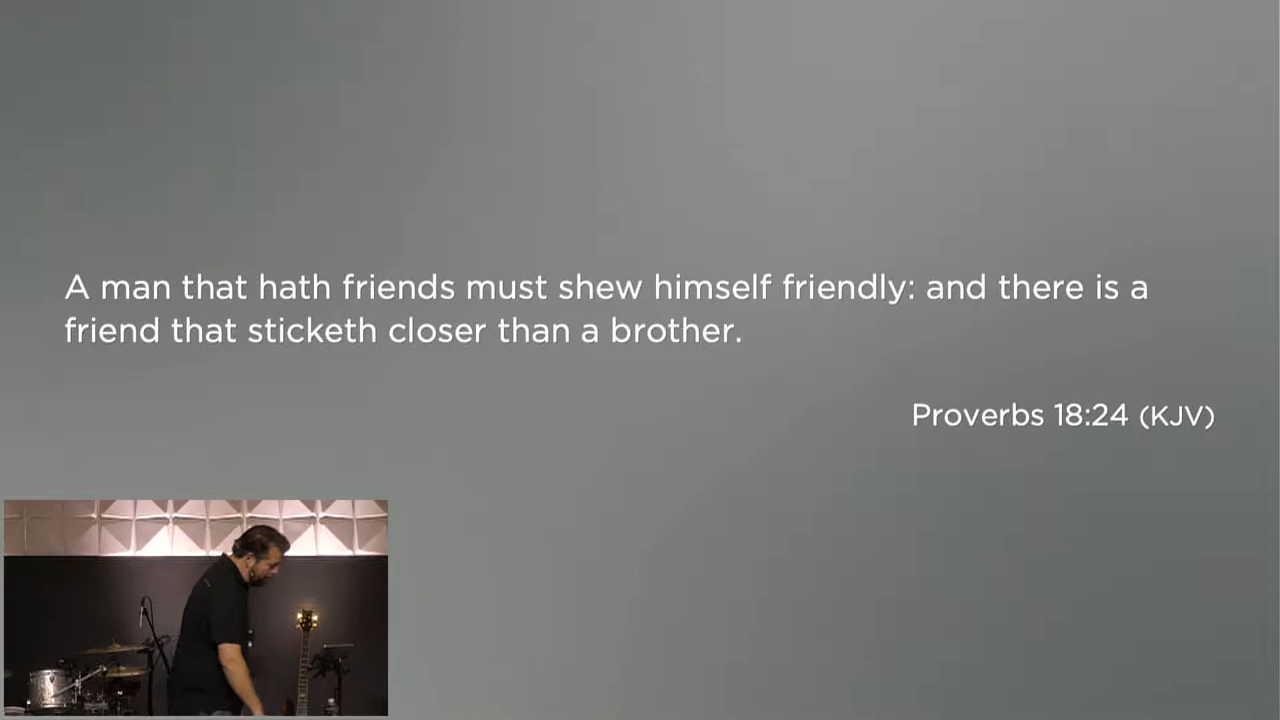 A man that hath friends must shew himself friendly: and there is a
friend that sticketh closer than a brother.
Proverbs 18:24 (KJV)